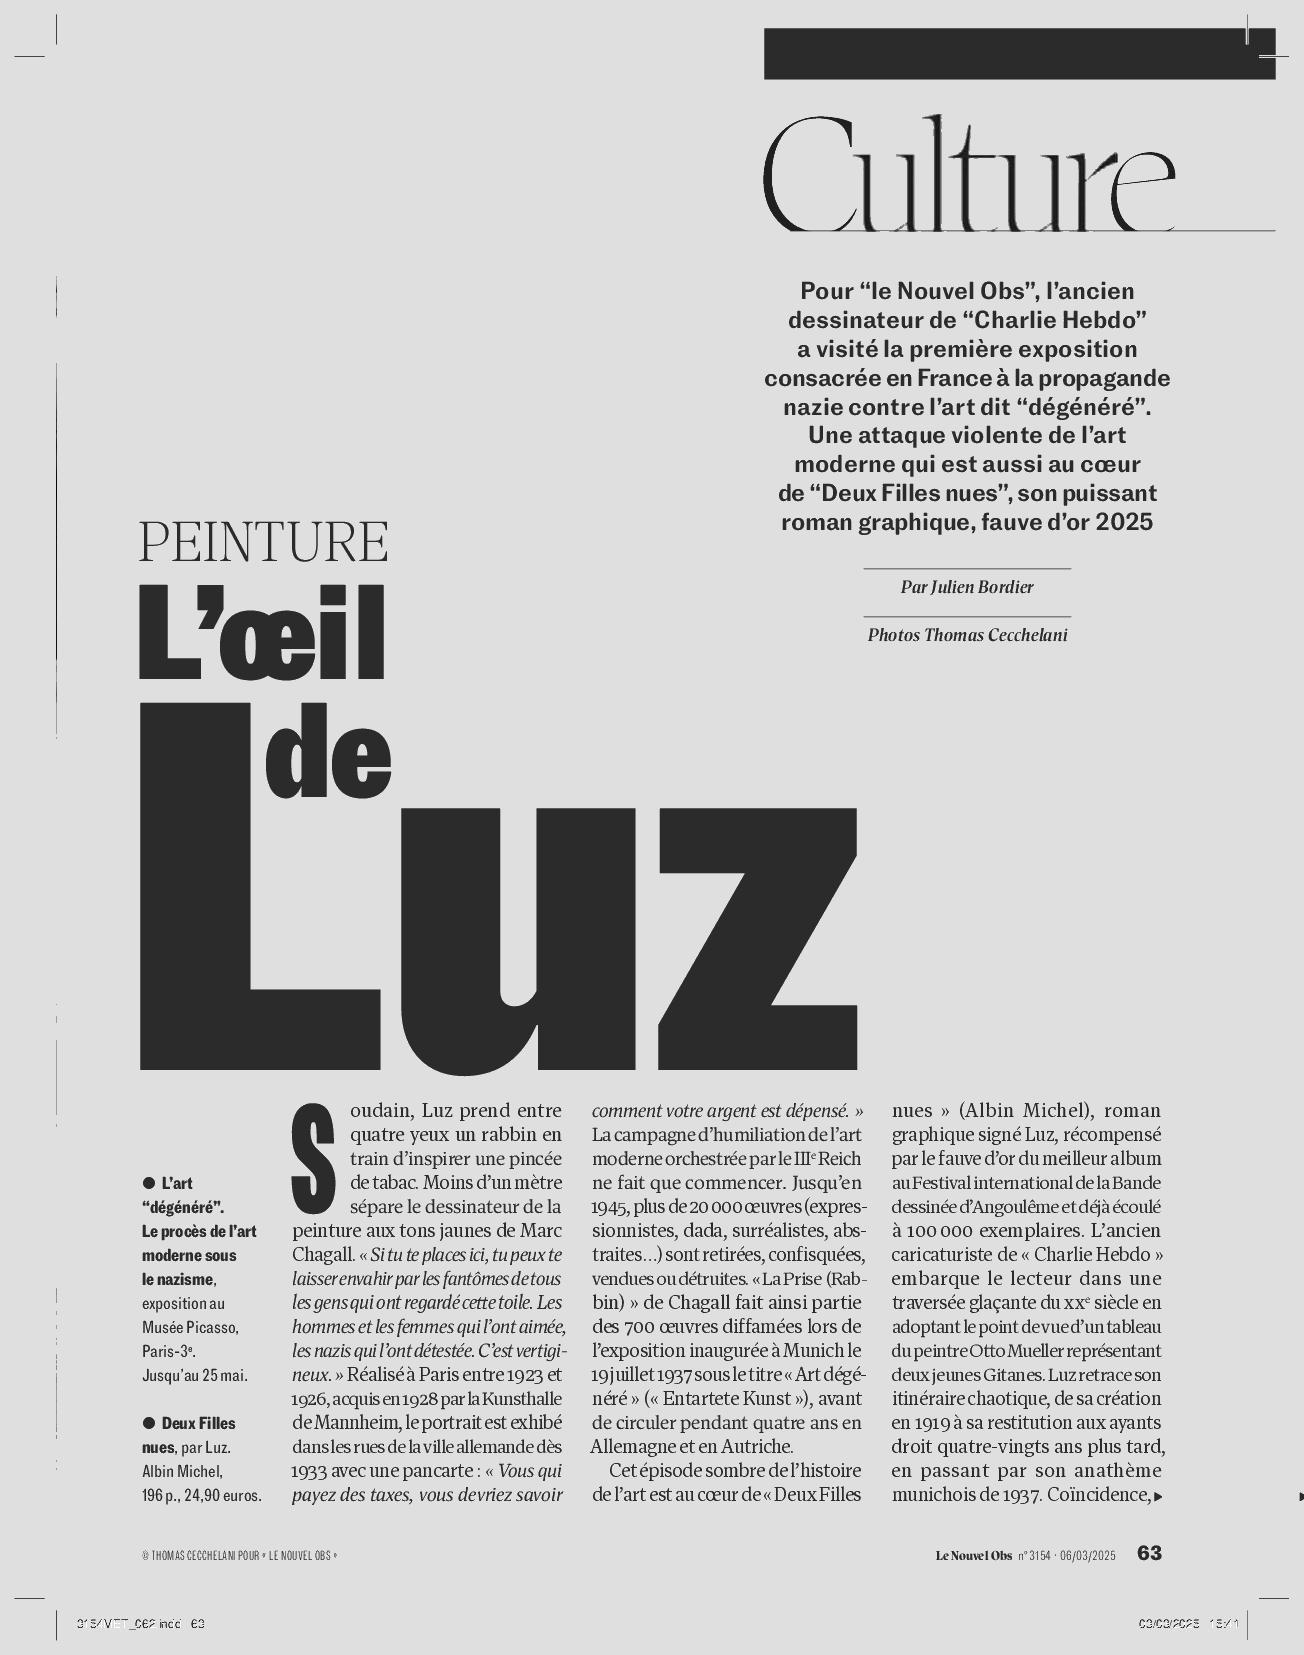 Culture
Pour “le Nouvel Obs”, l’ancien
dessinateur de “Charlie Hebdo”
a visité la première exposition
consacrée en France à la propagande
nazie contre l’art dit “dégénéré”.
Une attaque violente de l’art
moderne qui est aussi au cœur
de “Deux Filles nues”, son puissant
roman graphique, fauve d’or 2025
Par Julien Bordier
Photos Thomas Cecchelani
PEINTURE
L’œil
de
Luz
● L’art
“dégénéré”.
Le procès de l’art
moderne sous
le nazisme,
exposition au
Musée Picasso,
Paris-3e.
Jusqu’au 25 mai.
● Deux Filles
nues, par Luz.
Albin Michel,
196 p., 24,90 euros.
Soudain, Luz prend entre
quatre yeux un rabbin en
train d’inspirer une pincée
de tabac. Moins d’un mètre
sépare le dessinateur de la
peinture aux tons jaunes de Marc
Chagall. « Si tu te places ici, tu peux te
laisser envahir par les fantômes de tous
les gens qui ont regardé cette toile. Les
hommes et les femmes qui l’ont aimée,
les nazis qui l’ont détestée. C’est vertigi-
neux. » Réalisé à Paris entre 1923 et
1926, acquis en 1928 par la Kunsthalle
de Mannheim, le portrait est exhibé
dans les rues de la ville allemande dès
1933 avec une pancarte : « Vous qui
payez des taxes, vous devriez savoir
comment votre argent est dépensé. »
La campagne d’humiliation de l’art
moderne orchestrée par le IIIe Reich
ne fait que commencer. Jusqu’en
1945, plus de 20 000 œuvres (expres-
sionnistes, dada, surréalistes, abs-
traites…) sont retirées, confisquées,
vendues ou détruites. « La Prise (Rab-
bin) » de Chagall fait ainsi partie
des 700 œuvres diffamées lors de
l’exposition inaugurée à Munich le
19 juillet 1937 sous le titre « Art dégé-
néré » (« Entartete Kunst »), avant
de circuler pendant quatre ans en
Allemagne et en Autriche.
Cet épisode sombre de l’histoire
de l’art est au cœur de « Deux Filles
nues » (Albin Michel), roman
graphique signé Luz, récompensé
par le fauve d’or du meilleur album
au Festival international de la Bande
dessinée d’Angoulême et déjà écoulé
à 100 000 exemplaires. L’ancien
caricaturiste de « Charlie Hebdo »
embarque le lecteur dans une
traversée glaçante du XXe siècle en
adoptant le point de vue d’un tableau
du peintre Otto Mueller représentant
deux jeunes Gitanes. Luz retrace son
itinéraire chaotique, de sa création
en 1919 à sa restitution aux ayants
droit quatre-vingts ans plus tard,
en passant par son anathème
munichois de 1937. Coïncidence, ▶
© THOMAS CECCHELANI POUR « LE NOUVEL OBS »
Le Nouvel Obs n° 3154 · 06/03/2025 63